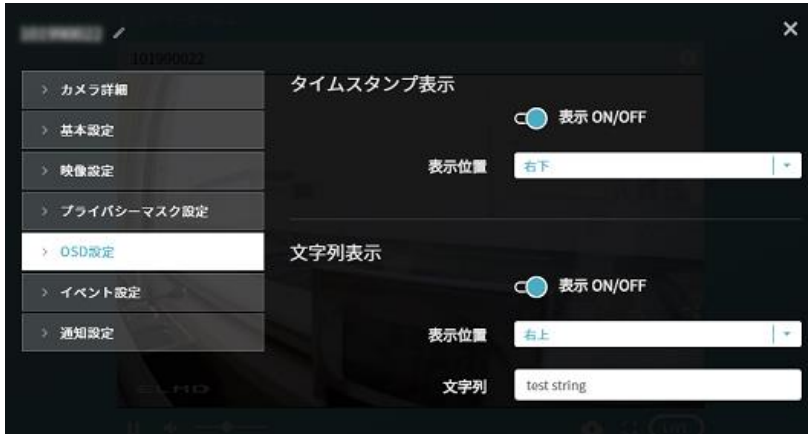 101990022
タイムスタンプ表示
カメラ詳細
表示 ON/OFF
基本設定
映像設定
表示位置
右下
プライバシーマスク設定
OSD設定
文字列表示
イベント設定
表示 ON/OFF
通知設定
表示位置
右上
文字列
test string
ELMO
LIVE